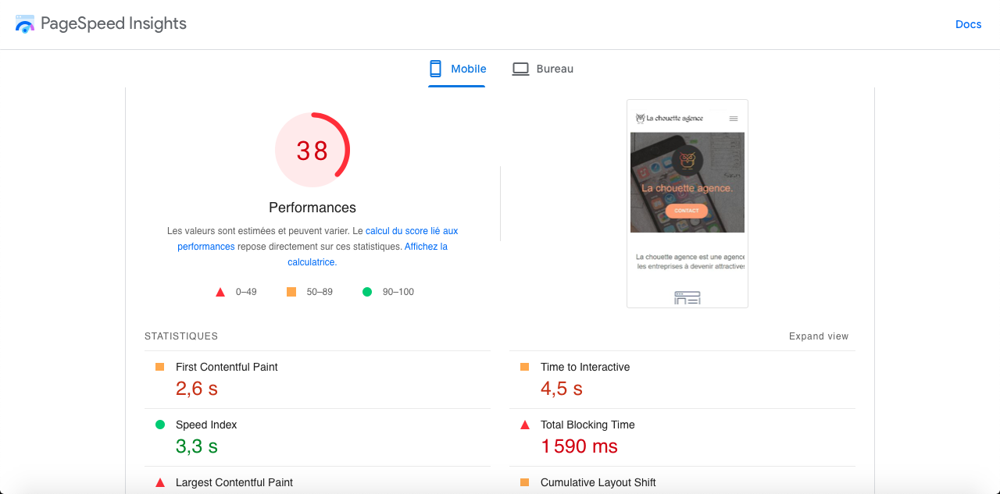 PageSpeed Insights
Docs
Mobile
Bureau
38
Performances
Les valeurs sont estimées et peuvent varier. Le calcul du score lié aux
performances repose directement sur ces statistiques. Affichez la
calculatrice.
0–49
50–89
90–100
La chouette agence
La chouette agence.
CONTACT
La chouette agence est une agence
les entreprises à devenir attractives
STATISTIQUES
Expand view
First Contentful Paint
2,6 s
Time to Interactive
4,5 s
Speed Index
3,3 s
Total Blocking Time
1 590 ms
Largest Contentful Paint
Cumulative Layout Shift